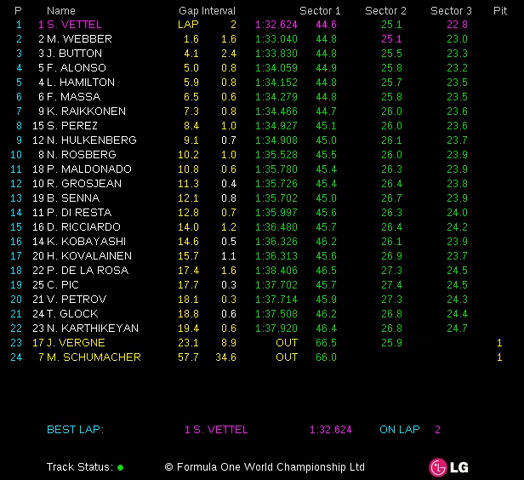 P Name Gap Interval Sector 1 Sector 2 Sector 3 Pit
1 1 S. VETTEL LAP 2 1:32.624 44.6 25.1 22.8
2 2 M. WEBBER 1.6 1.6 1:33.040 44.8 25.1 23.0
3 3 J. BUTTON 4.1 2.4 1:33.830 44.8 25.5 23.3
4 5 F. ALONSO 5.0 0.8 1:34.059 44.9 25.8 23.2
5 4 L. HAMILTON 5.9 0.8 1:34.152 44.8 25.7 23.5
6 6 F. MASSA 6.5 0.6 1:34.279 44.8 25.8 23.5
7 9 K. RAIKKONEN 7.3 0.8 1:34.466 44.7 26.0 23.6
8 15 S. PEREZ 8.4 1.0 1:34.927 45.1 26.0 23.6
9 12 N. HULKENBERG 9.1 0.7 1:34.908 45.0 26.1 23.7
10 8 N. ROSBERG 10.2 1.0 1:35.528 45.5 26.0 23.9
11 18 P. MALDONADO 10.8 0.6 1:35.780 45.4 26.3 23.9
12 10 R. GROSJEAN 11.3 0.4 1:35.726 45.4 26.4 23.8
13 19 B. SENNA 12.1 0.8 1:35.702 45.0 26.7 23.9
14 11 P. DI RESTA 12.8 0.7 1:35.997 45.6 26.3 24.0
15 16 D. RICCIARDO 14.0 1.2 1:36.480 45.7 26.4 24.2
16 14 K. KOBAYASHI 14.6 0.5 1:36.326 46.2 26.1 23.9
17 20 H. KOVALAINEN 15.7 1.1 1:36.313 45.6 26.9 23.7
18 22 P. DE LA ROSA 17.4 1.6 1:38.406 46.5 27.3 24.5
19 25 C. PIC 17.7 0.3 1:37.702 45.7 27.4 24.5
20 21 V. PETROV 18.1 0.3 1:37.714 45.9 27.3 24.3
21 24 T. GLOCK 18.8 0.6 1:37.508 46.2 26.8 24.4
22 23 N. KARTHIKEYAN 19.4 0.6 1:37.920 46.4 26.8 24.7
23 17 J. VERGNE 23.1 8.9 OUT 66.5 25.9 1
24 7 M. SCHUMACHER 57.7 34.6 OUT 66.0 1
BEST LAP: 1 S. VETTEL 1:32.624 ON LAP 2
Track Status: © Formula One World Championship Ltd LG